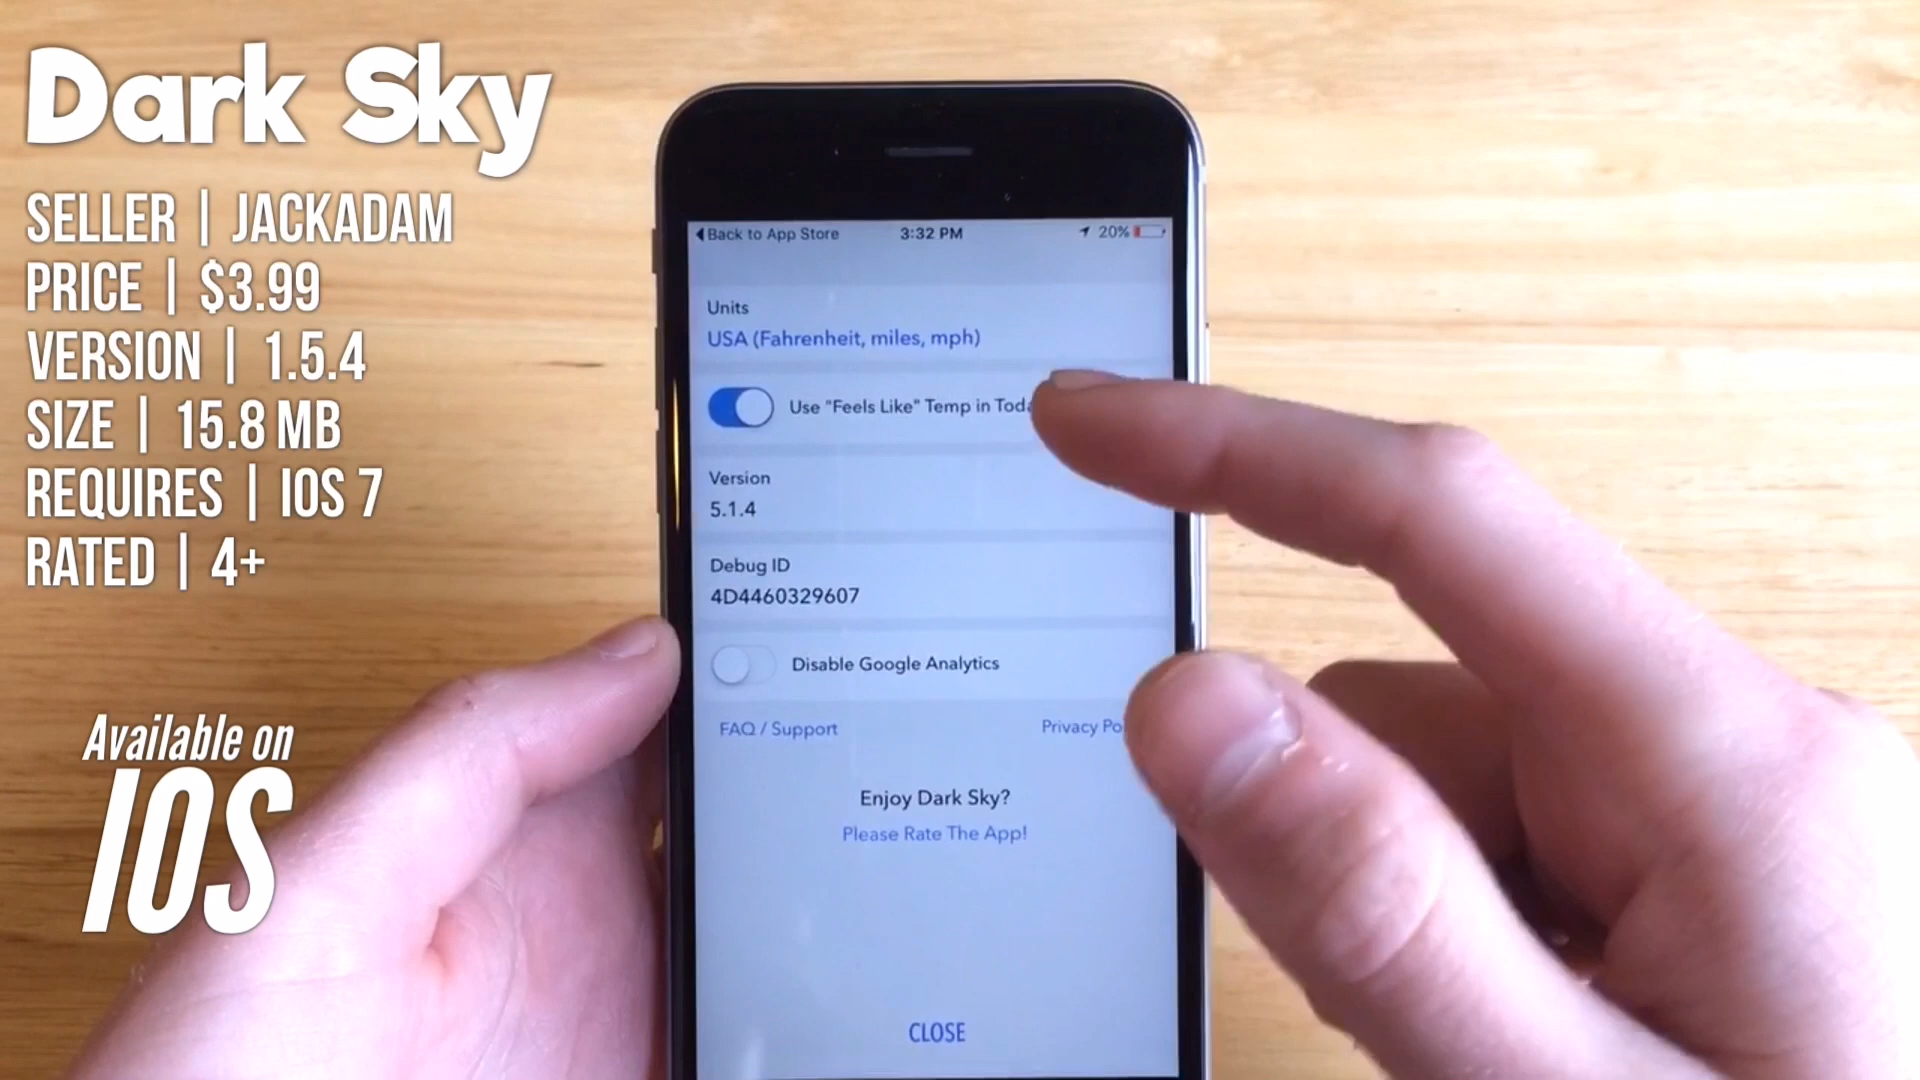 Dark Sky
SELLER | JACKADAM
PRICE | $3.99
VERSION | 1.5.4
SIZE | 15.8 MB
REQUIRES | IOS 7
RATED | 4+
Available on
IOS
Back to App Store 3:32 PM 20%
Units
USA (Fahrenheit, miles, mph)
Use "Feels Like" Temp in
Version
5.1.4
Debug ID
4D4460329607
Disable Google Analytics
FAQ / Support Privacy
Enjoy Dark Sky?
Please Rate The App!
CLOSE